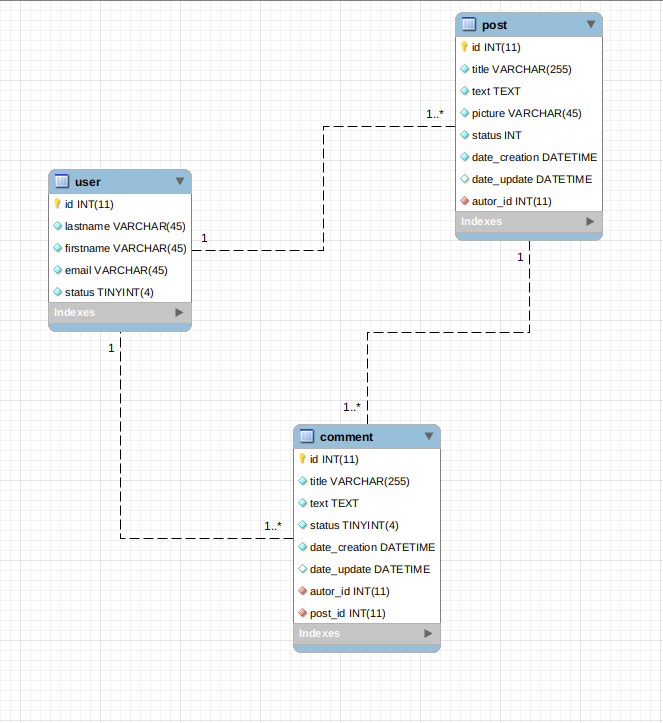 post
id INT(11)
title VARCHAR(255)
text TEXT
picture VARCHAR(45)
status INT
date_creation DATETIME
date_update DATETIME
autor_id INT(11)
Indexes
1..*
1
user
id INT(11)
lastname VARCHAR(45)
firstname VARCHAR(45)
email VARCHAR(45)
status TINYINT(4)
Indexes
1
1
1..*
1..*
comment
id INT(11)
title VARCHAR(255)
text TEXT
status TINYINT(4)
date_creation DATETIME
date_update DATETIME
autor_id INT(11)
post_id INT(11)
Indexes